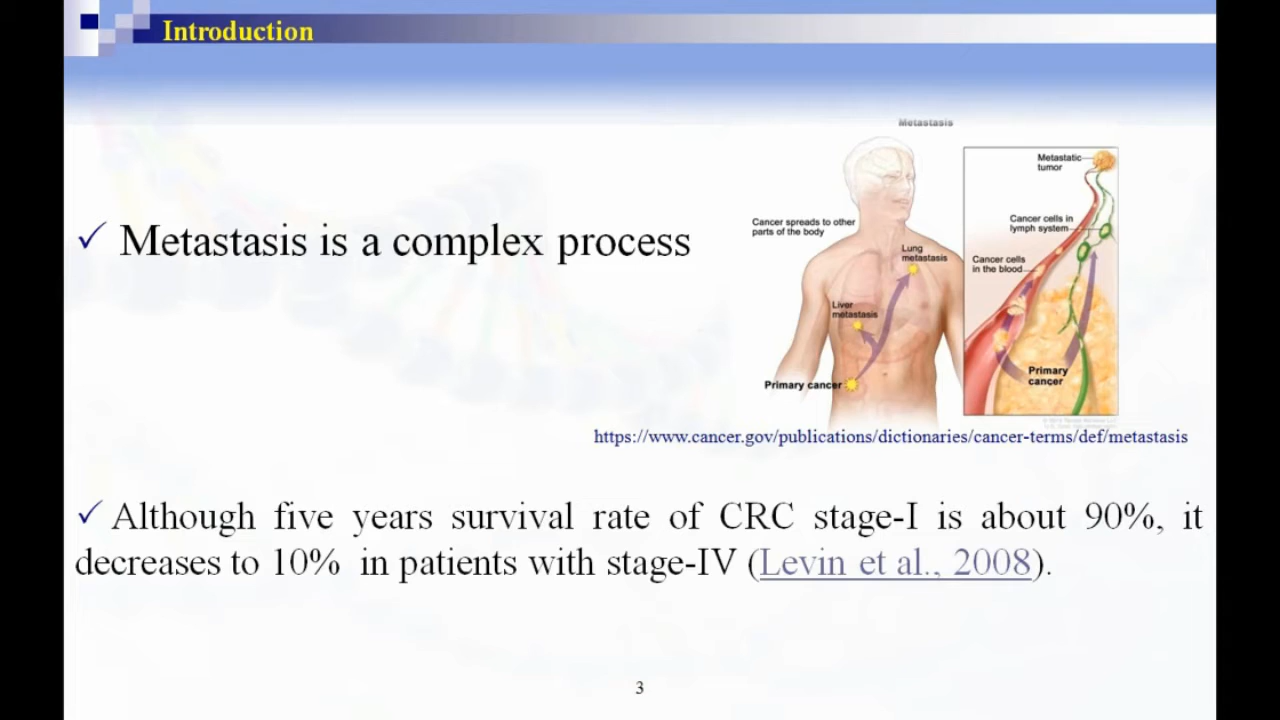 Introduction
✓ Metastasis is a complex process
Metastasis
Cancer spreads to other
parts of the body
Lung
metastasis
Liver
metastasis
Primary cancer
Metastatic
tumor
Cancer cells in
lymph system
Cancer cells
in the blood
Primary
cancer
https://www.cancer.gov/publications/dictionaries/cancer-terms/def/metastasis
✓ Although five years survival rate of CRC stage-I is about 90%, it
decreases to 10% in patients with stage-IV (Levin et al., 2008).
3